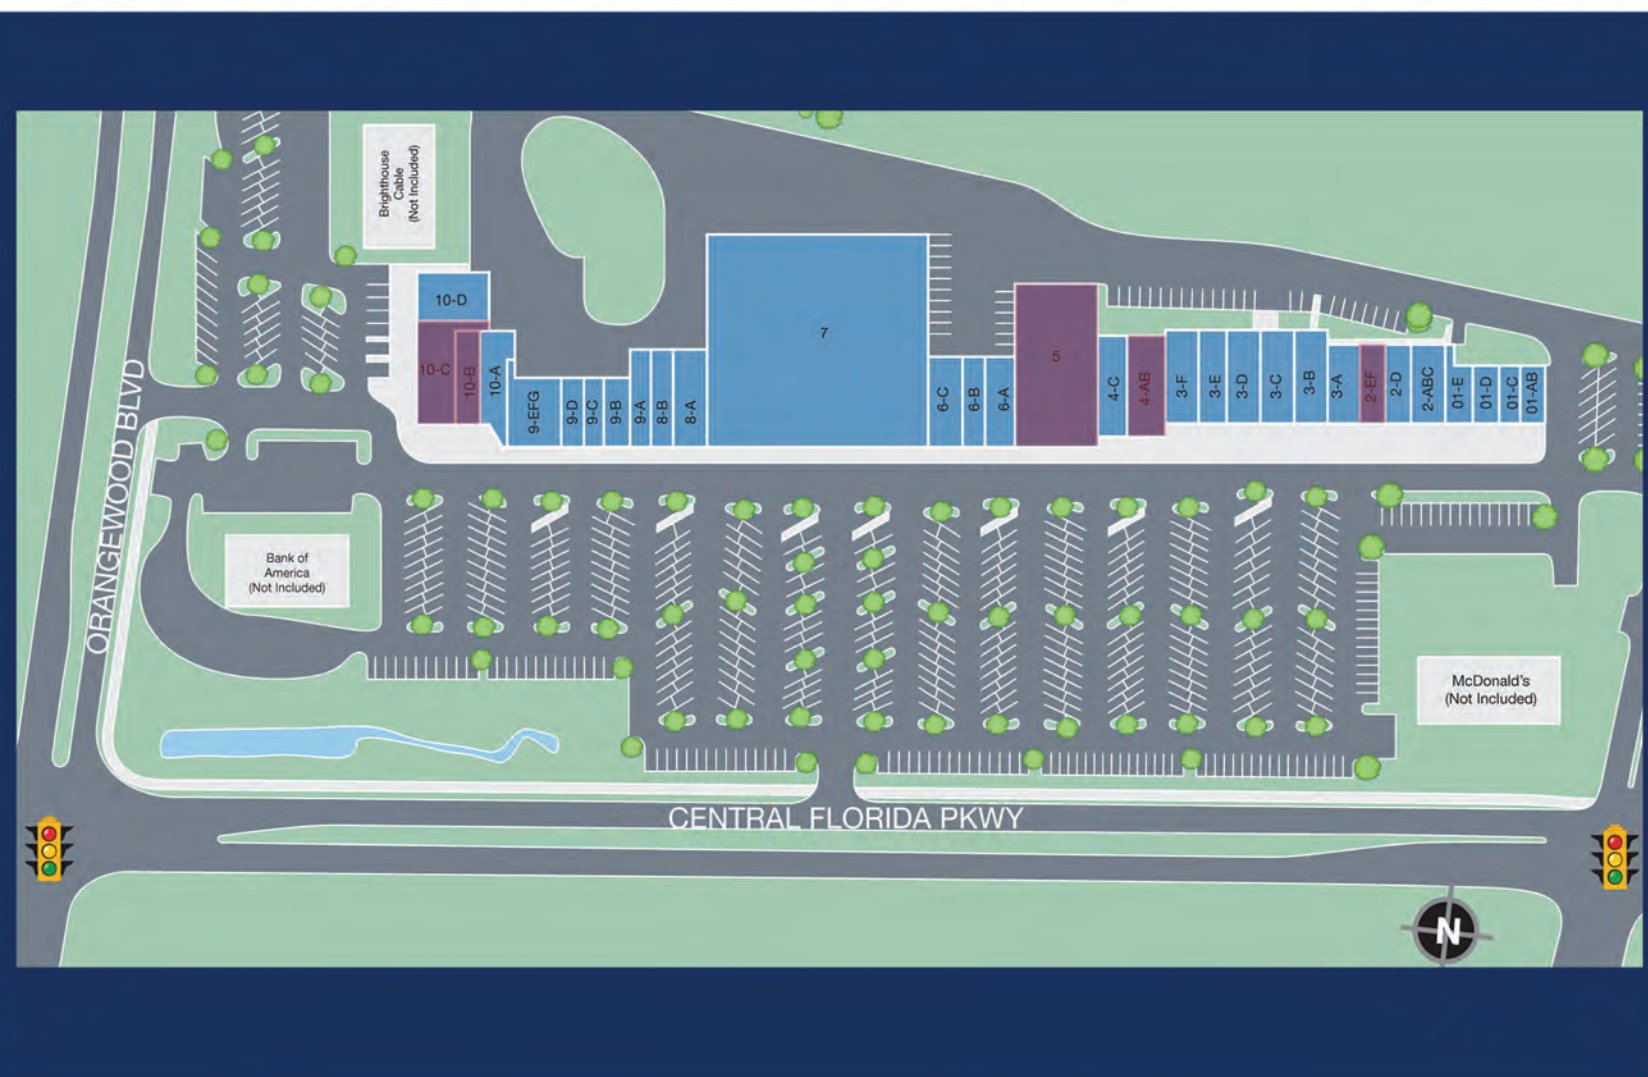 Brighthouse
Cable
(Not Included)
10-D
10-C
10-B
10-A
9-EFG
9-D
9-C
9-B
9-A
8-B
8-A
7
6-C
6-B
6-A
5
4-C
4-AB
3-F
3-E
3-D
3-C
3-B
3-A
2-EF
2-D
2-ABC
01-E
01-D
01-C
01-AB
ORANGEWOOD BLVD
Bank of
America
(Not Included)
McDonald's
(Not Included)
CENTRAL FLORIDA PKWY
N